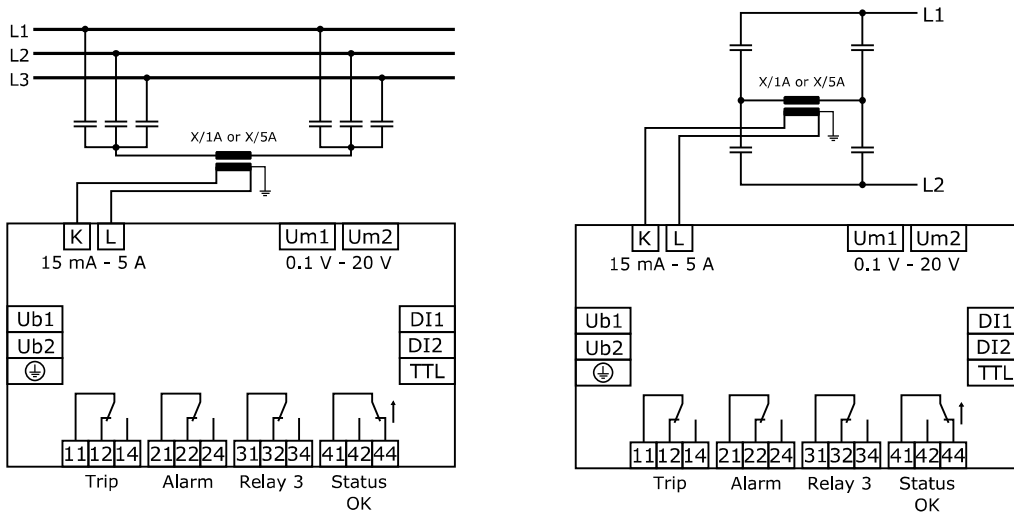 L1
L2
L3
X/1A or X/5A
K L Um1 Um2
15 mA - 5 A 0.1 V - 20 V
Ub1 DI1
Ub2 DI2
TTL
11 12 14 21 22 24 31 32 34 41 42 44
Trip Alarm Relay 3 Status
OK
L1
X/1A or X/5A
L2
K L Um1 Um2
15 mA - 5 A 0.1 V - 20 V
Ub1 DI1
Ub2 DI2
TTL
11 12 14 21 22 24 31 32 34 41 42 44
Trip Alarm Relay 3 Status
OK